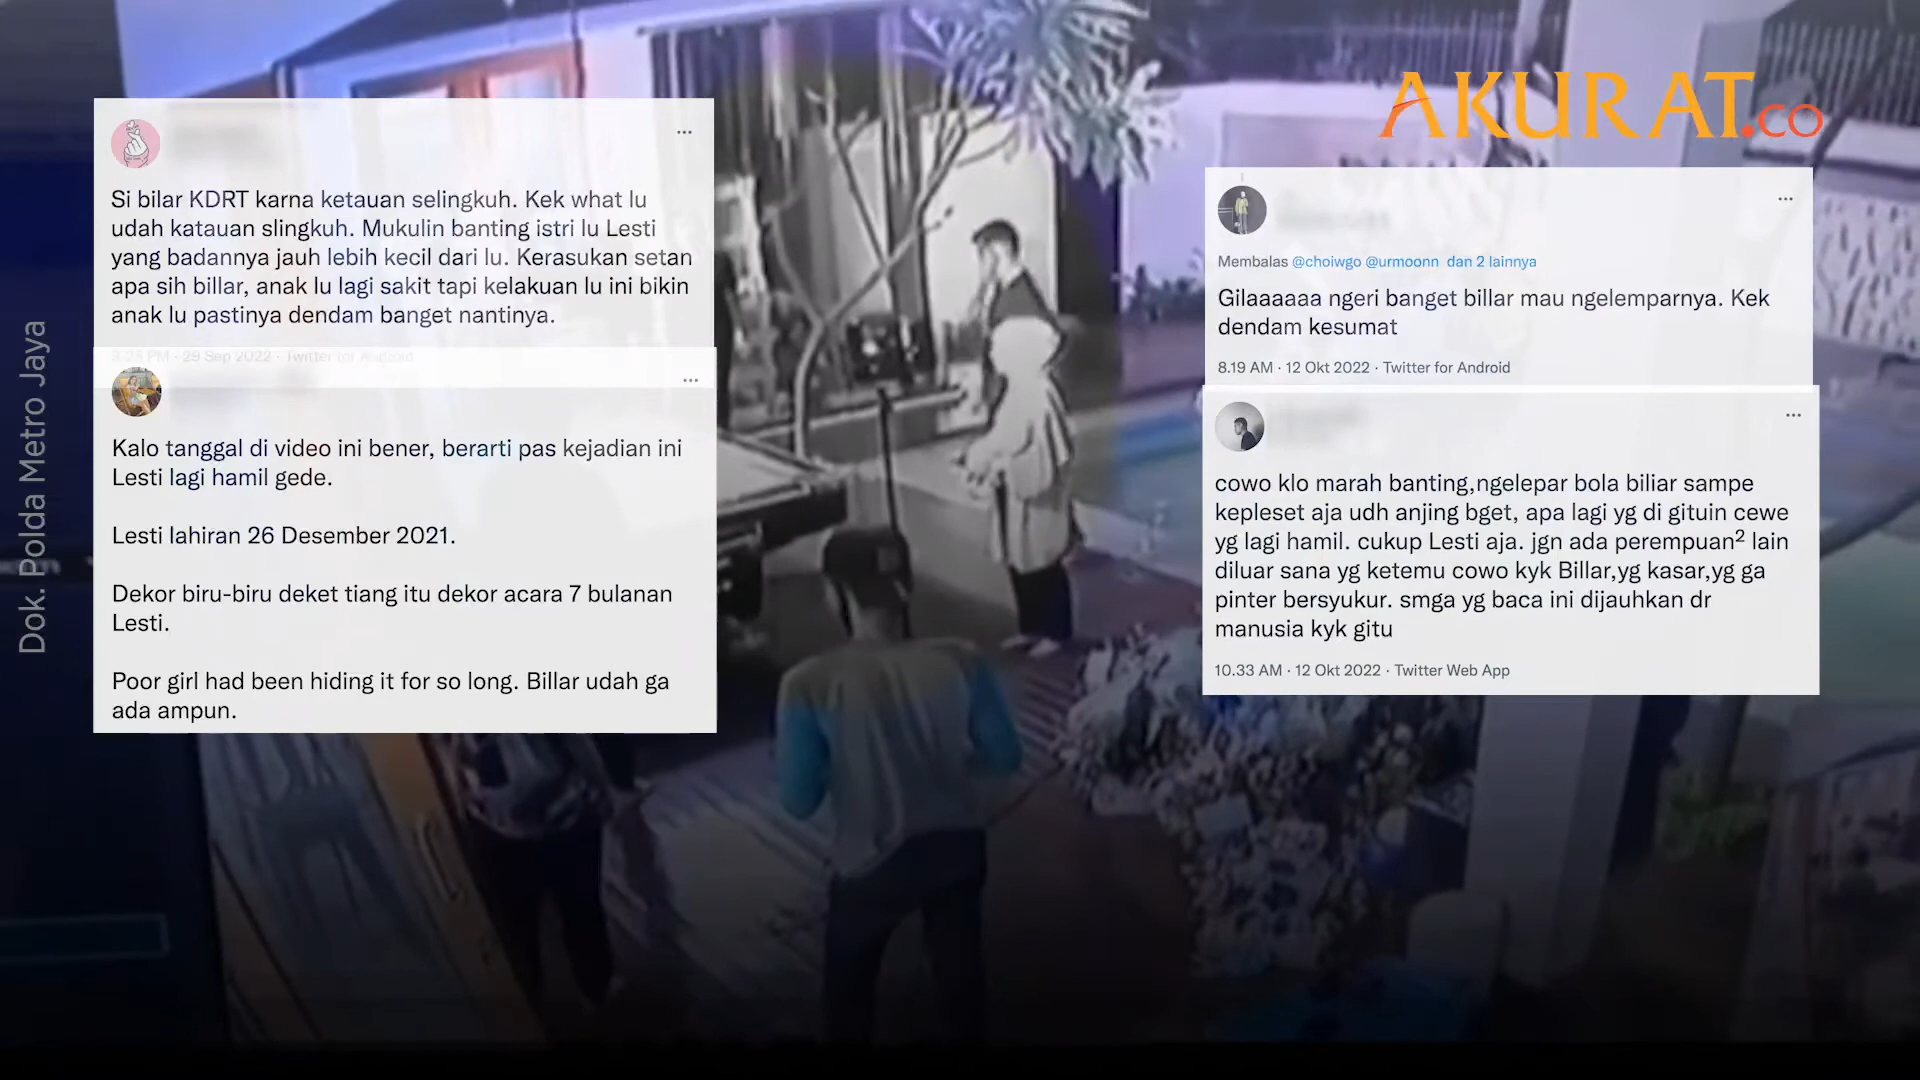 AKURAT.co
Dok. Polda Metro Jaya
Si bilar KDRT karna ketauan selingkuh. Kek what lu
udah katauan slingkuh. Mukulin banting istri lu Lesti
yang badannya jauh lebih kecil dari lu. Kerasukan setan
apa sih billar, anak lu lagi sakit tapi kelakuan lu ini bikin
anak lu pastinya dendam banget nantinya.
3.24 PM · 29 Sep 2022 · Twitter for Android
Kalo tanggal di video ini bener, berarti pas kejadian ini
Lesti lagi hamil gede.
Lesti lahiran 26 Desember 2021.
Dekor biru-biru deket tiang itu dekor acara 7 bulanan
Lesti.
Poor girl had been hiding it for so long. Billar udah ga
ada ampun.
Membalas @choiwgo @urmoonn dan 2 lainnya
Gilaaaaaa ngeri banget billar mau ngelemparnya. Kek
dendam kesumat
8.19 AM · 12 Okt 2022 · Twitter for Android
cowo klo marah banting,ngelepar bola biliar sampe
kepleset aja udh anjing bget, apa lagi yg di gituin cewe
yg lagi hamil. cukup Lesti aja. jgn ada perempuan² lain
diluar sana yg ketemu cowo kyk Billar,yg kasar,yg ga
pinter bersyukur. smga yg baca ini dijauhkan dr
manusia kyk gitu
10.33 AM · 12 Okt 2022 · Twitter Web App